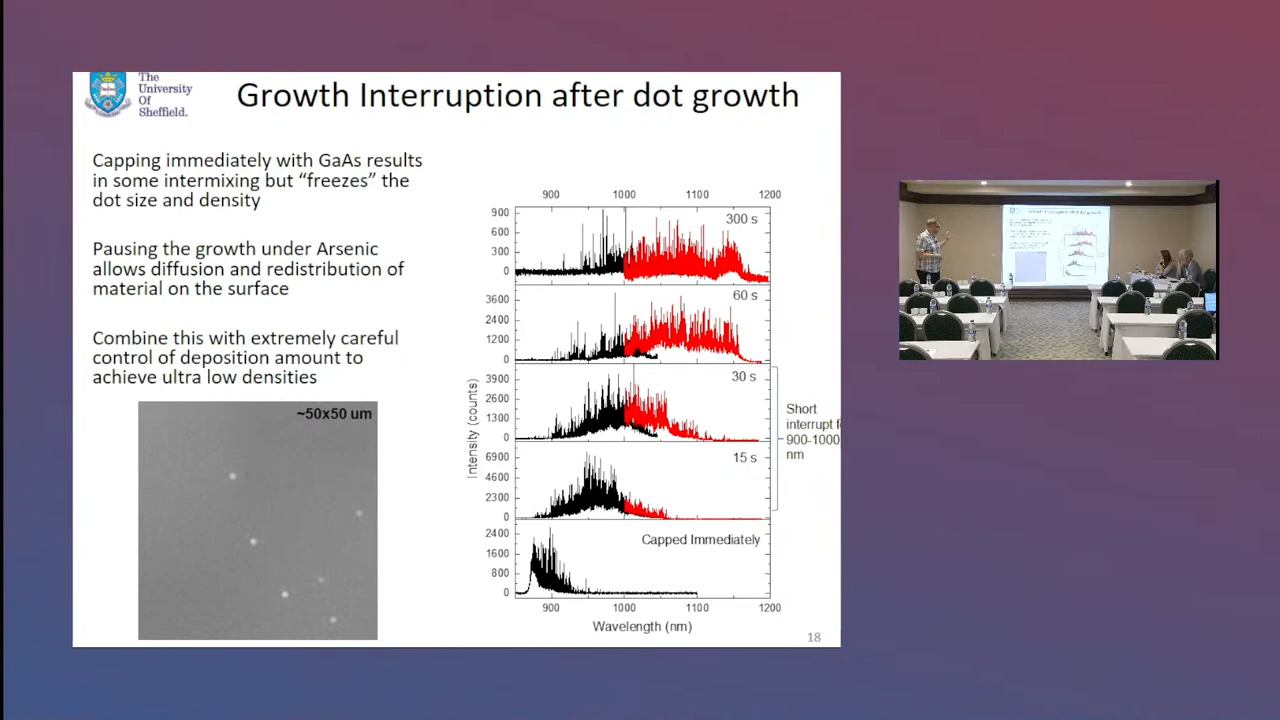 The
University
Of
Sheffield.
Growth Interruption after dot growth
Capping immediately with GaAs results
in some intermixing but “freezes” the
dot size and density
Pausing the growth under Arsenic
allows diffusion and redistribution of
material on the surface
Combine this with extremely careful
control of deposition amount to
achieve ultra low densities
~50x50 um
900 1000 1100 1200
900
600
300
0
300 s
3600
2400
1200
0
60 s
3900
2600
1300
0
30 s
6900
4600
2300
0
15 s
2400
1600
800
0
Capped Immediately
900 1000 1100 1200
Wavelength (nm)
Intensity (counts)
Short
interrupt f
900-1000
nm
18
Growth Interruption after dot growth